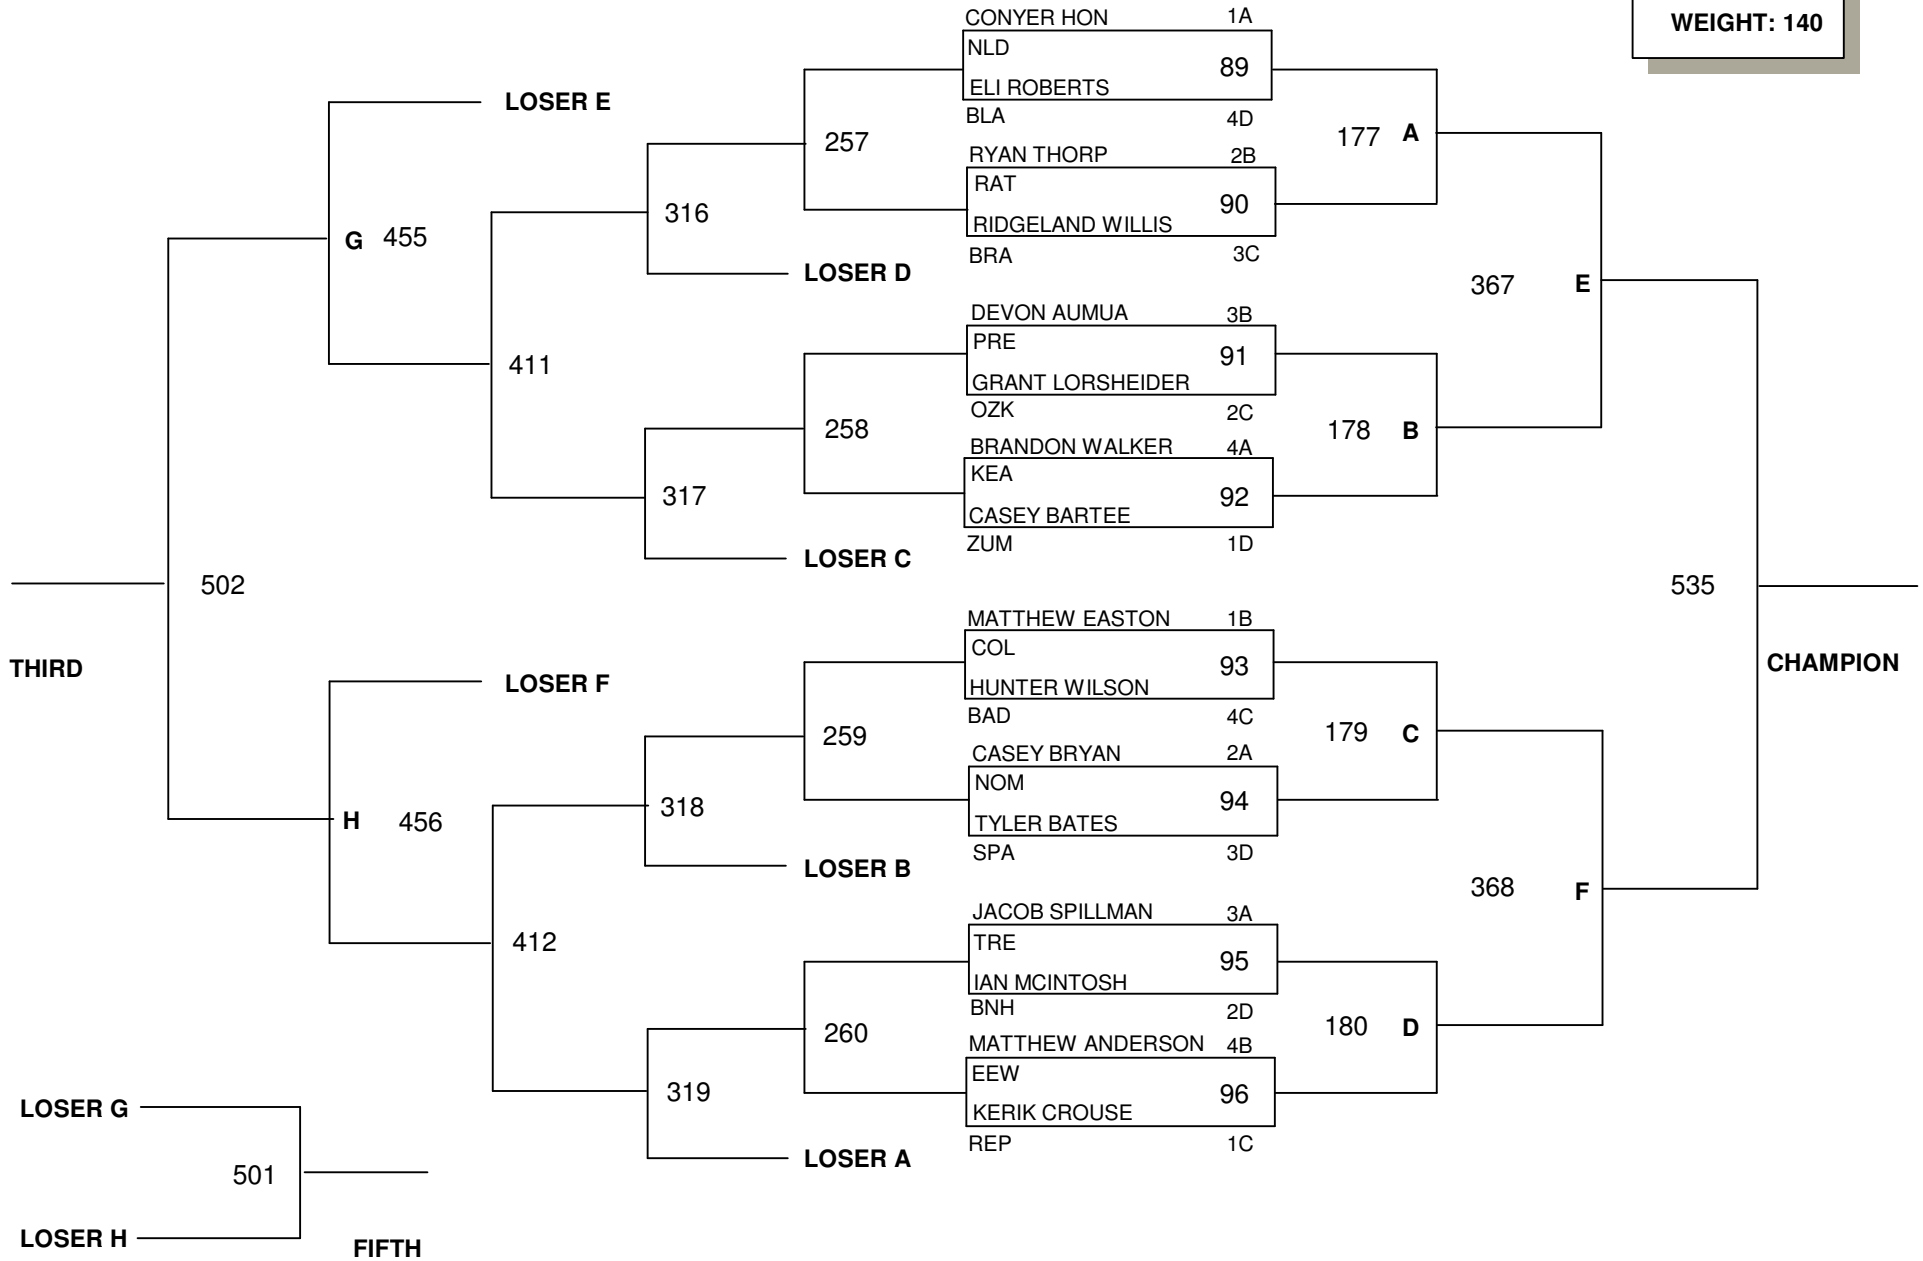 WEIGHT: 140
CONYER HON 1A
NLD
89
ELI ROBERTS
BLA 4D
LOSER E
257
177 A
RYAN THORP 2B
RAT
90
RIDGELAND WILLIS
BRA 3C
316
G 455
LOSER D
367 E
DEVON AUMUA 3B
PRE
91
GRANT LORSHEIDER
OZK 2C
411
258
178 B
BRANDON WALKER 4A
KEA
92
CASEY BARTEE
ZUM 1D
317
LOSER C
502
535
THIRD
CHAMPION
MATTHEW EASTON 1B
COL
93
HUNTER WILSON
BAD 4C
LOSER F
259
179 C
CASEY BRYAN 2A
NOM
94
TYLER BATES
SPA 3D
318
H 456
LOSER B
368 F
JACOB SPILLMAN 3A
TRE
95
IAN MCINTOSH
BNH 2D
412
260
180 D
MATTHEW ANDERSON 4B
EEW
96
KERIK CROUSE
REP 1C
319
LOSER A
LOSER G
501
LOSER H
FIFTH